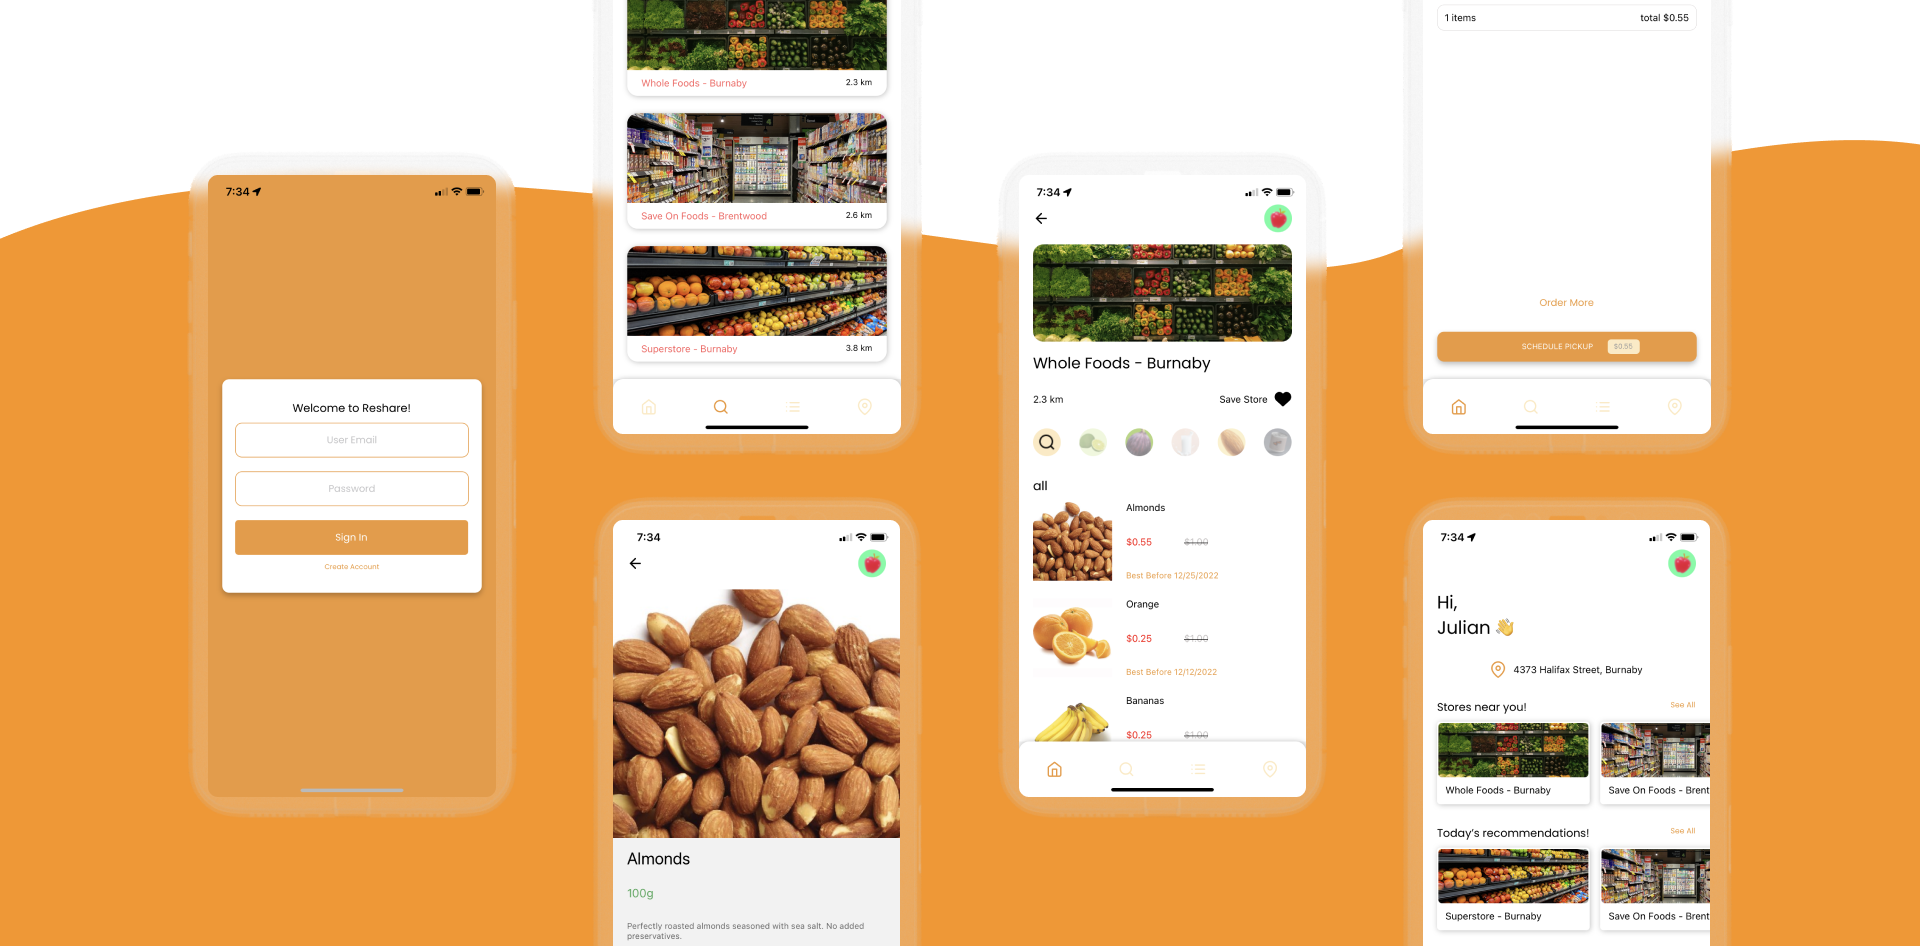 7:34
Welcome to Reshare!
User Email
Password
Sign In
Create Account
Whole Foods - Burnaby
2.3 km
Save On Foods - Brentwood
2.6 km
Superstore - Burnaby
3.8 km
7:34
Almonds
100g
Perfectly roasted almonds seasoned with sea salt. No added
preservatives.
7:34
Whole Foods - Burnaby
2.3 km
Save Store
all
Almonds
$0.55 $1.00
Best Before 12/25/2022
Orange
$0.25 $1.00
Best Before 12/12/2022
Bananas
$0.25 $1.00
1 items
total $0.55
Order More
SCHEDULE PICKUP
$0.55
7:34
Hi,
Julian
4373 Halifax Street, Burnaby
Stores near you!
See All
Whole Foods - Burnaby
Save On Foods - Brent
Today's recommendations!
See All
Superstore - Burnaby
Save On Foods - Brent